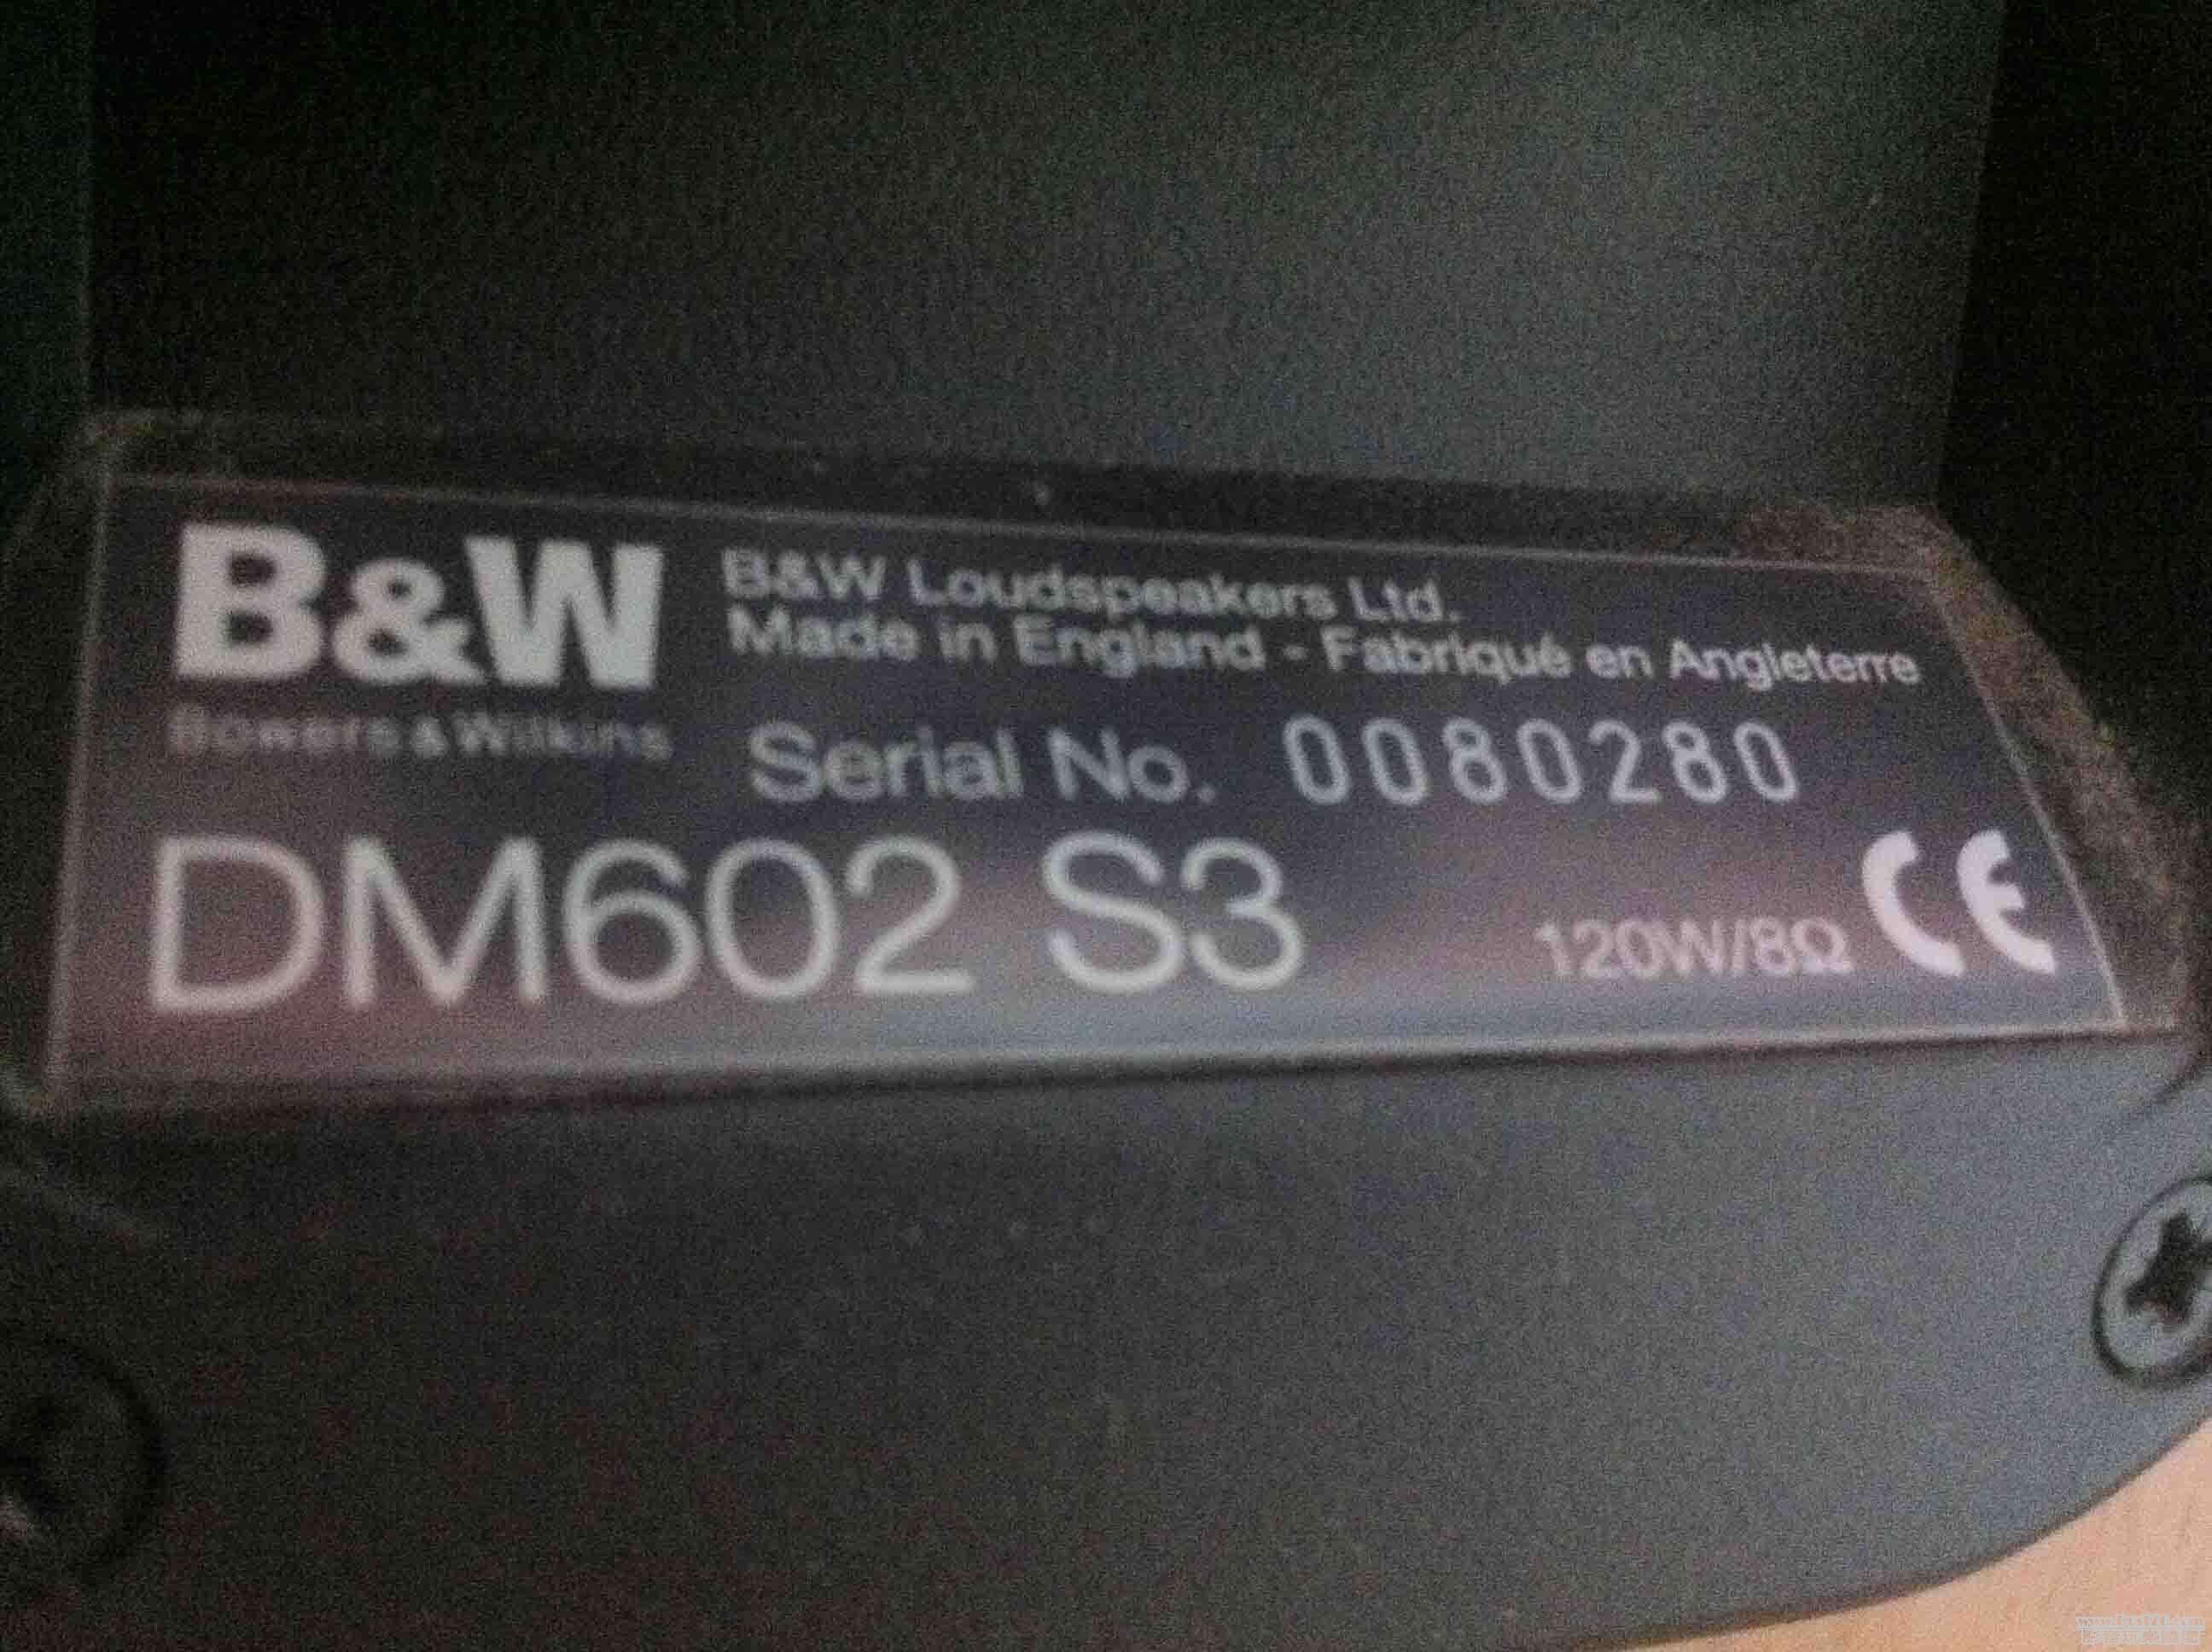 B&W
Bowers & Wilkins
B&W Loudspeakers Ltd.
Made in England - Fabriqué en Angleterre
Serial No. 0080280
DM602 S3
120W/8Ω CE